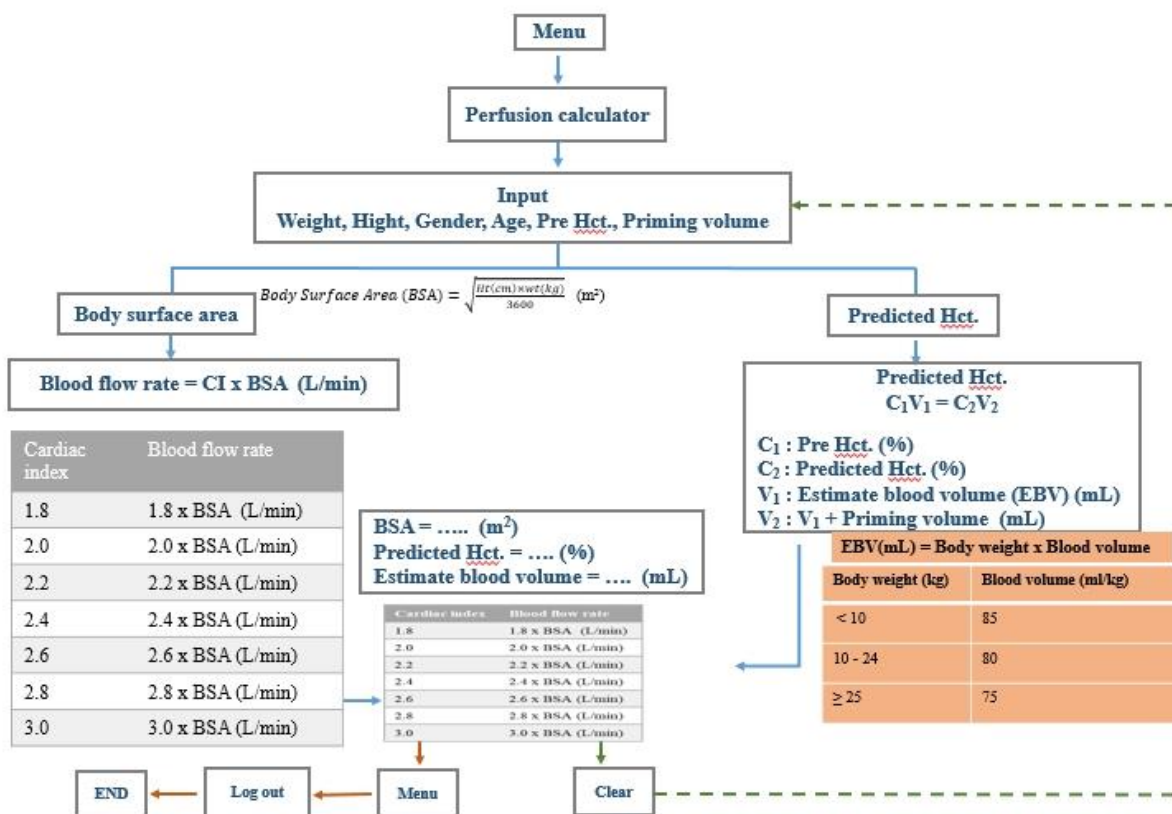 Menu
Perfusion calculator
Input
Weight, Hight, Gender, Age, Pre Hct., Priming volume
Body Surface Area (BSA) = √(Ht(cm)×wt(kg)/3600) (m²)
Body surface area
Predicted Hct.
Blood flow rate = CI x BSA (L/min)
Predicted Hct.
C₁V₁ = C₂V₂
C₁ : Pre Hct. (%)
C₂ : Predicted Hct. (%)
V₁ : Estimate blood volume (EBV) (mL)
V₂ : V₁ + Priming volume (mL)
Cardiac index Blood flow rate
1.8 1.8 x BSA (L/min)
2.0 2.0 x BSA (L/min)
2.2 2.2 x BSA (L/min)
2.4 2.4 x BSA (L/min)
2.6 2.6 x BSA (L/min)
2.8 2.8 x BSA (L/min)
3.0 3.0 x BSA (L/min)
BSA = ….. (m²)
Predicted Hct. = …. (%)
Estimate blood volume = …. (mL)
Cardiac index Blood flow rate
1.8 1.8 x BSA (L/min)
2.0 2.0 x BSA (L/min)
2.2 2.2 x BSA (L/min)
2.4 2.4 x BSA (L/min)
2.6 2.6 x BSA (L/min)
2.8 2.8 x BSA (L/min)
3.0 3.0 x BSA (L/min)
EBV(mL) = Body weight x Blood volume
Body weight (kg) Blood volume (ml/kg)
< 10 85
10 - 24 80
≥ 25 75
END
Log out
Menu
Clear